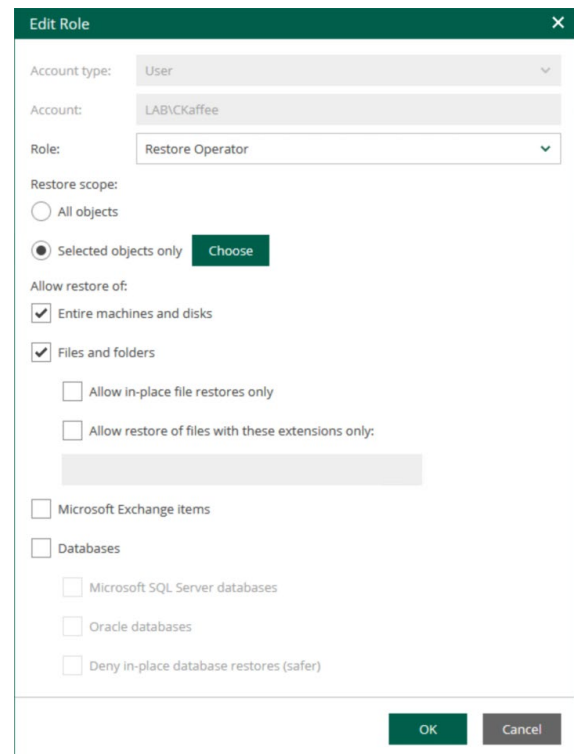 Edit Role
Account type: User
Account: LAB\CKaffee
Role: Restore Operator
Restore scope:
All objects
Selected objects only Choose
Allow restore of:
Entire machines and disks
Files and folders
Allow in-place file restores only
Allow restore of files with these extensions only:
Microsoft Exchange items
Databases
Microsoft SQL Server databases
Oracle databases
Deny in-place database restores (safer)
OK Cancel